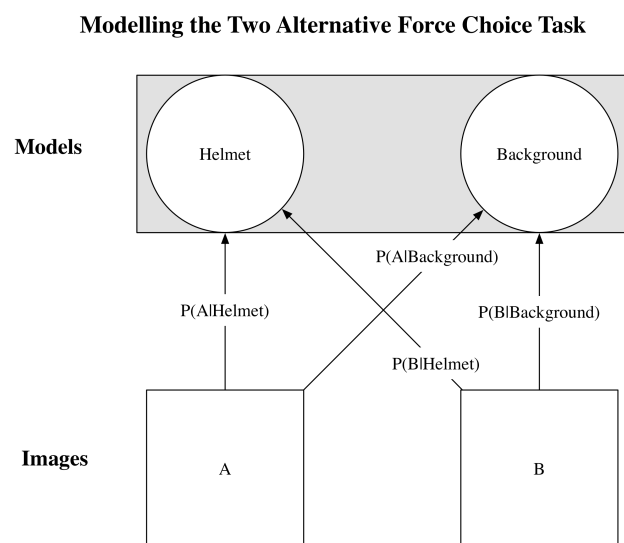 Modelling the Two Alternative Force Choice Task
Models
Helmet
Background
P(A|Background)
P(A|Helmet)
P(B|Background)
P(B|Helmet)
Images
A
B